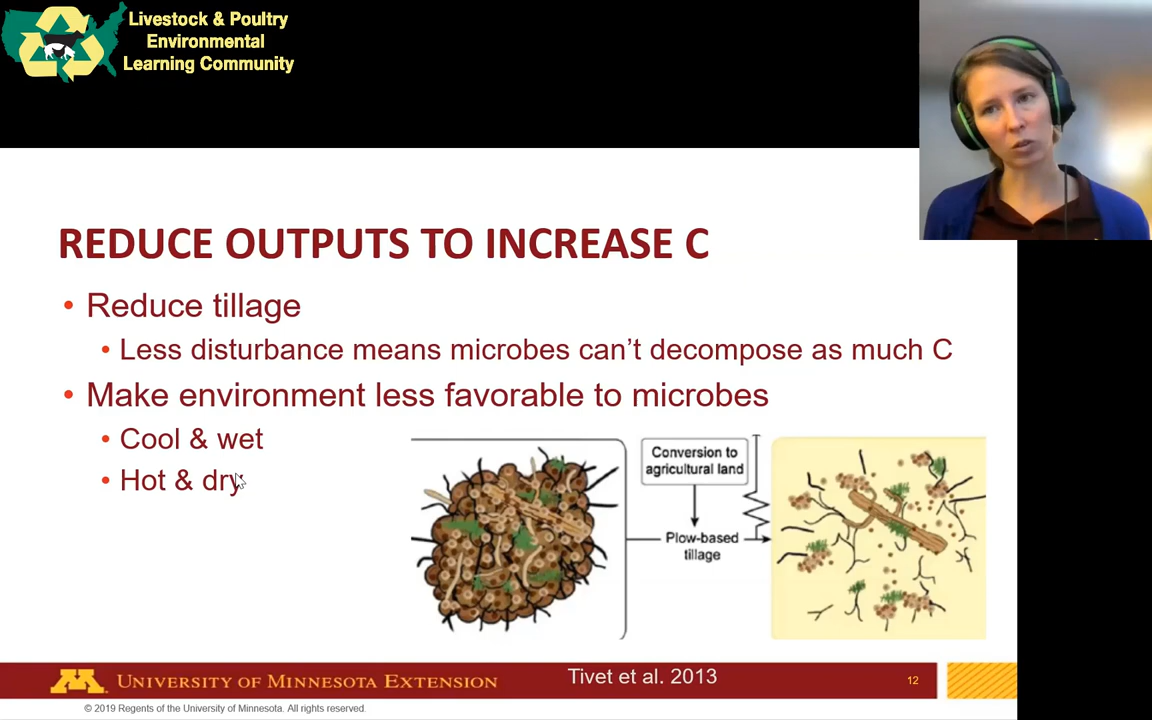 Livestock & Poultry
Environmental
Learning Community
REDUCE OUTPUTS TO INCREASE C
• Reduce tillage
• Less disturbance means microbes can't decompose as much C
• Make environment less favorable to microbes
• Cool & wet
• Hot & dry
Conversion to
agricultural land
Plow-based
tillage
Tivet et al. 2013
12
UNIVERSITY OF MINNESOTA EXTENSION
© 2019 Regents of the University of Minnesota. All rights reserved.